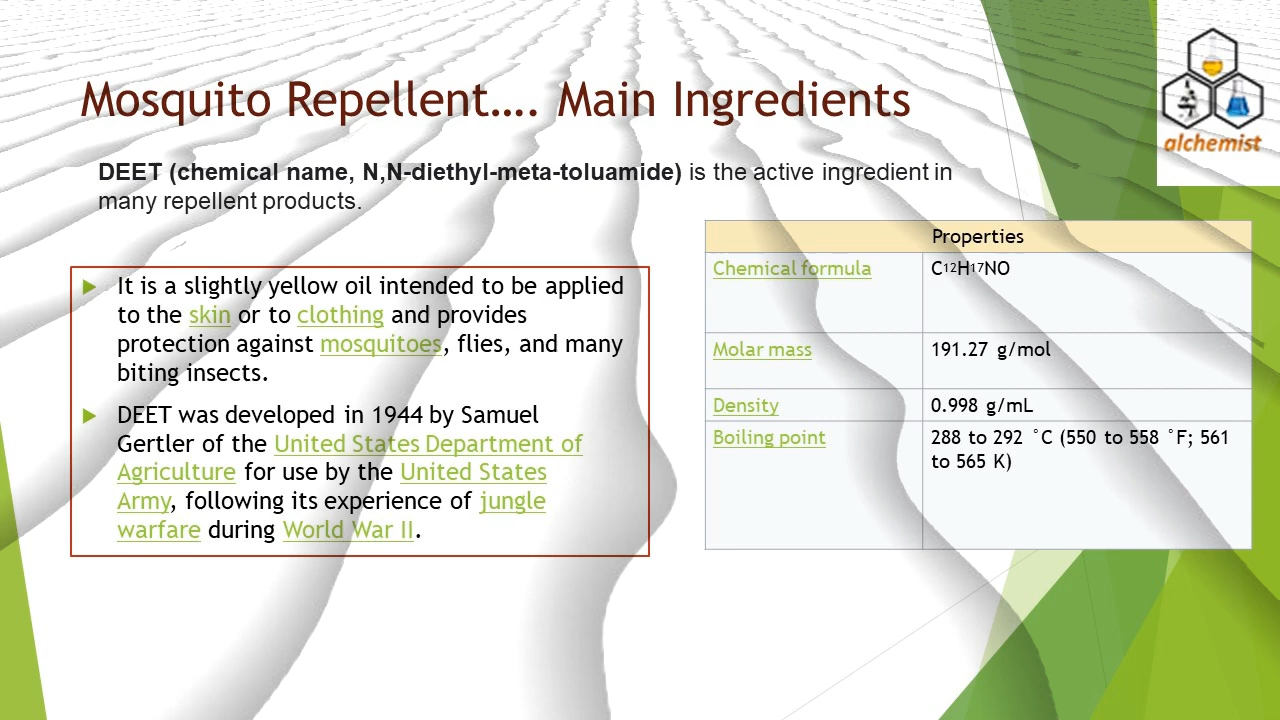 alchemist
Mosquito Repellent…. Main Ingredients
DEET (chemical name, N,N-diethyl-meta-toluamide) is the active ingredient in
many repellent products.
► It is a slightly yellow oil intended to be applied
to the skin or to clothing and provides
protection against mosquitoes, flies, and many
biting insects.
► DEET was developed in 1944 by Samuel
Gertler of the United States Department of
Agriculture for use by the United States
Army, following its experience of jungle
warfare during World War II.
Properties
Chemical formula C12H17NO
Molar mass 191.27 g/mol
Density 0.998 g/mL
Boiling point 288 to 292 °C (550 to 558 °F; 561
to 565 K)